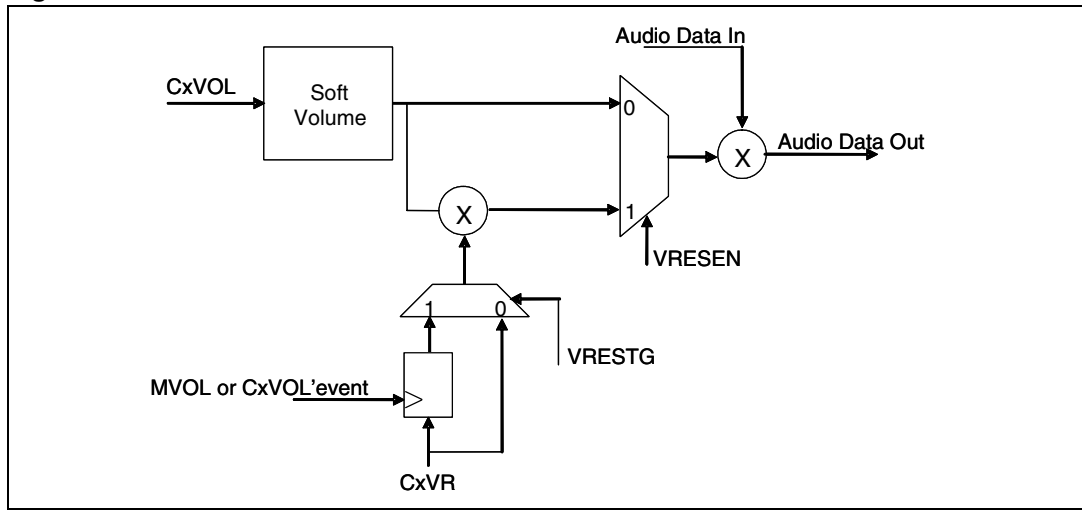 Audio Data In
CxVOL
Soft
Volume
0
X
Audio Data Out
X
1
VRESEN
1
0
VRESTG
MVOL or CxVOL'event
CxVR